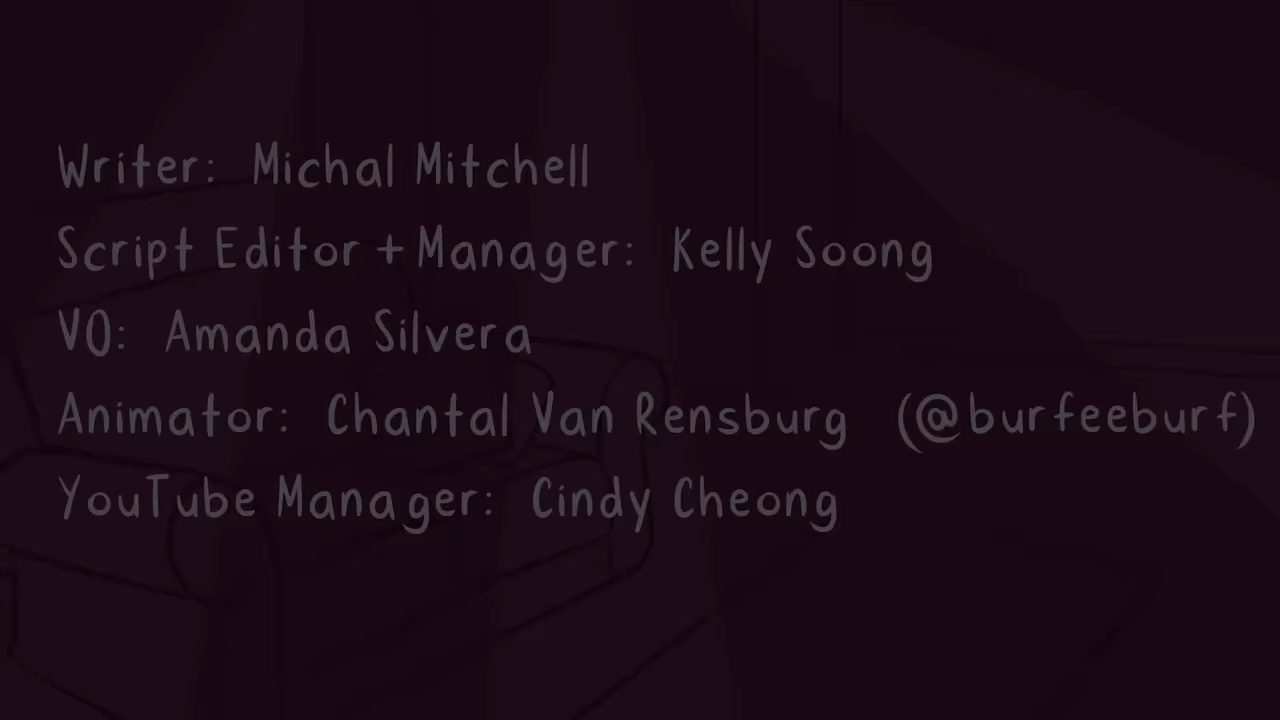 Writer: Michal Mitchell
Script Editor + Manager: Kelly Soong
VO: Amanda Silvera
Animator: Chantal Van Rensburg (@burfeeburf)
YouTube Manager: Cindy Cheong